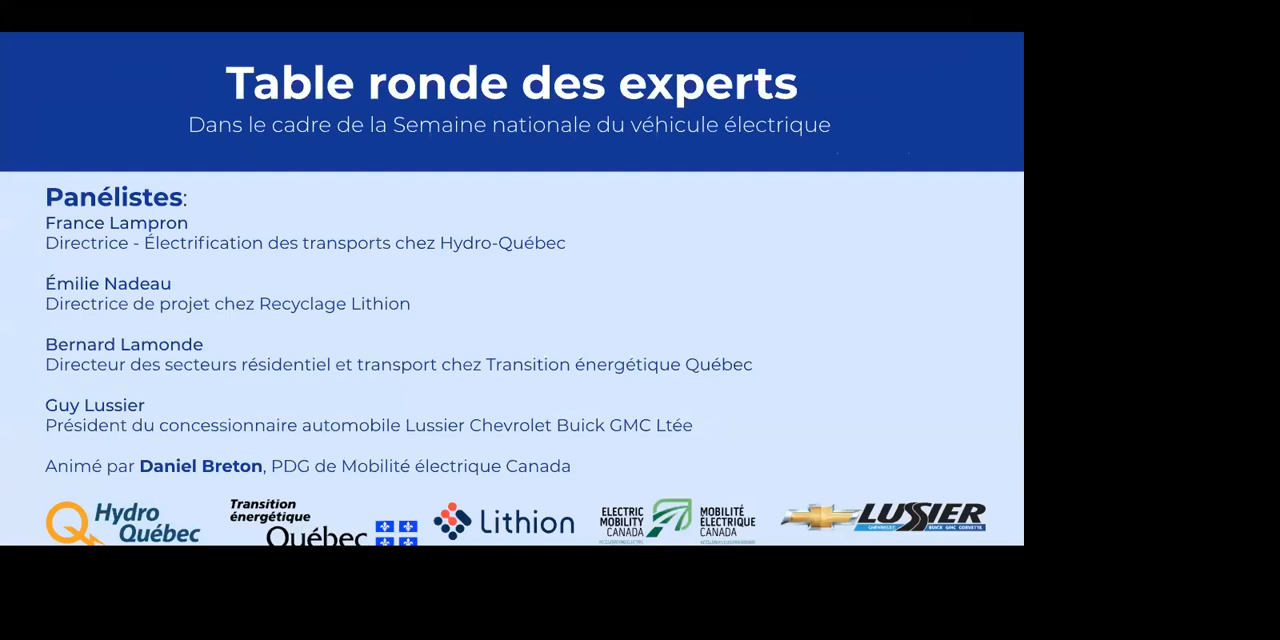 Table ronde des experts
Dans le cadre de la Semaine nationale du véhicule électrique
Panélistes:
France Lampron
Directrice - Électrification des transports chez Hydro-Québec
Émilie Nadeau
Directrice de projet chez Recyclage Lithion
Bernard Lamonde
Directeur des secteurs résidentiel et transport chez Transition énergétique Québec
Guy Lussier
Président du concessionnaire automobile Lussier Chevrolet Buick GMC Ltée
Animé par Daniel Breton, PDG de Mobilité électrique Canada
Hydro
Québec
Transition
énergétique
Québec
Lithion
ELECTRIC
MOBILITY
CANADA
MOBILITÉ
ÉLECTRIQUE
CANADA
LUSSIER
CHEVROLET BUICK GMC CORVETTE